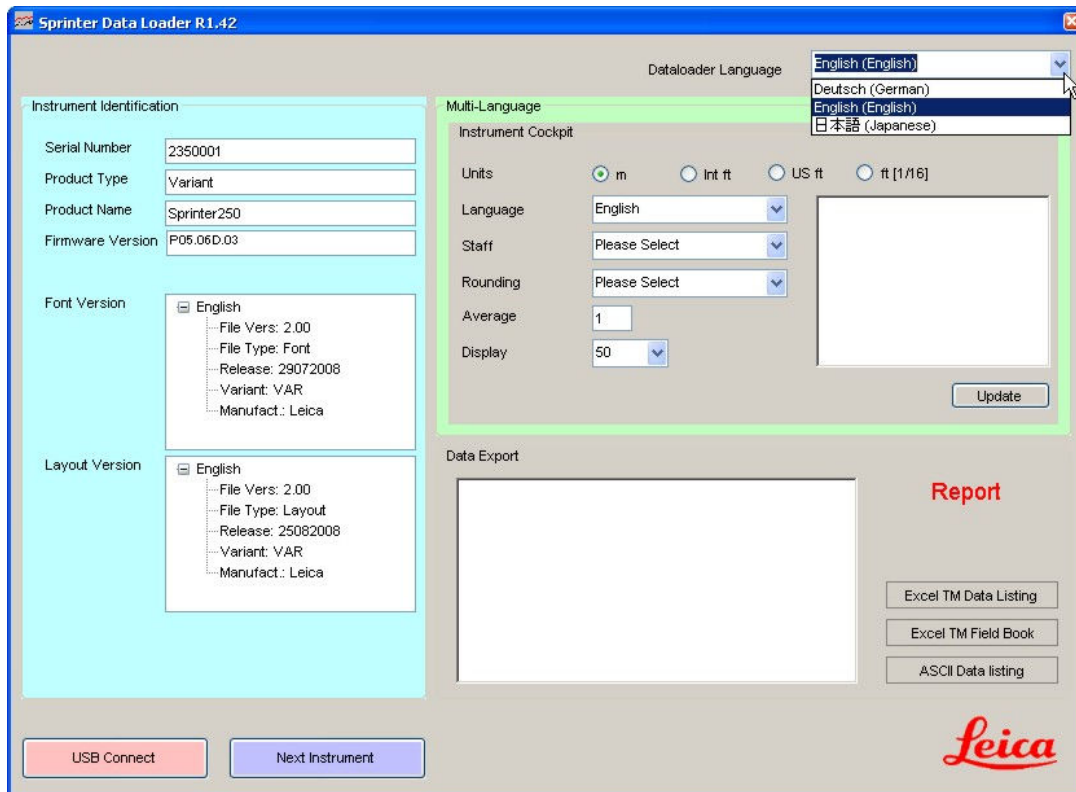 Sprinter Data Loader R1.42
Dataloader Language
English (English)
Deutsch (German)
English (English)
日本語 (Japanese)
Instrument Identification
Serial Number
2350001
Product Type
Variant
Product Name
Sprinter250
Firmware Version
P05.06D.03
Font Version
English
File Vers: 2.00
File Type: Font
Release: 29072008
Variant: VAR
Manufact.: Leica
Layout Version
English
File Vers: 2.00
File Type: Layout
Release: 25082008
Variant: VAR
Manufact.: Leica
Multi-Language
Instrument Cockpit
Units
m
Int ft
US ft
ft [1/16]
Language
English
Staff
Please Select
Rounding
Please Select
Average
1
Display
50
Update
Data Export
Report
Excel TM Data Listing
Excel TM Field Book
ASCII Data listing
USB Connect
Next Instrument
Leica